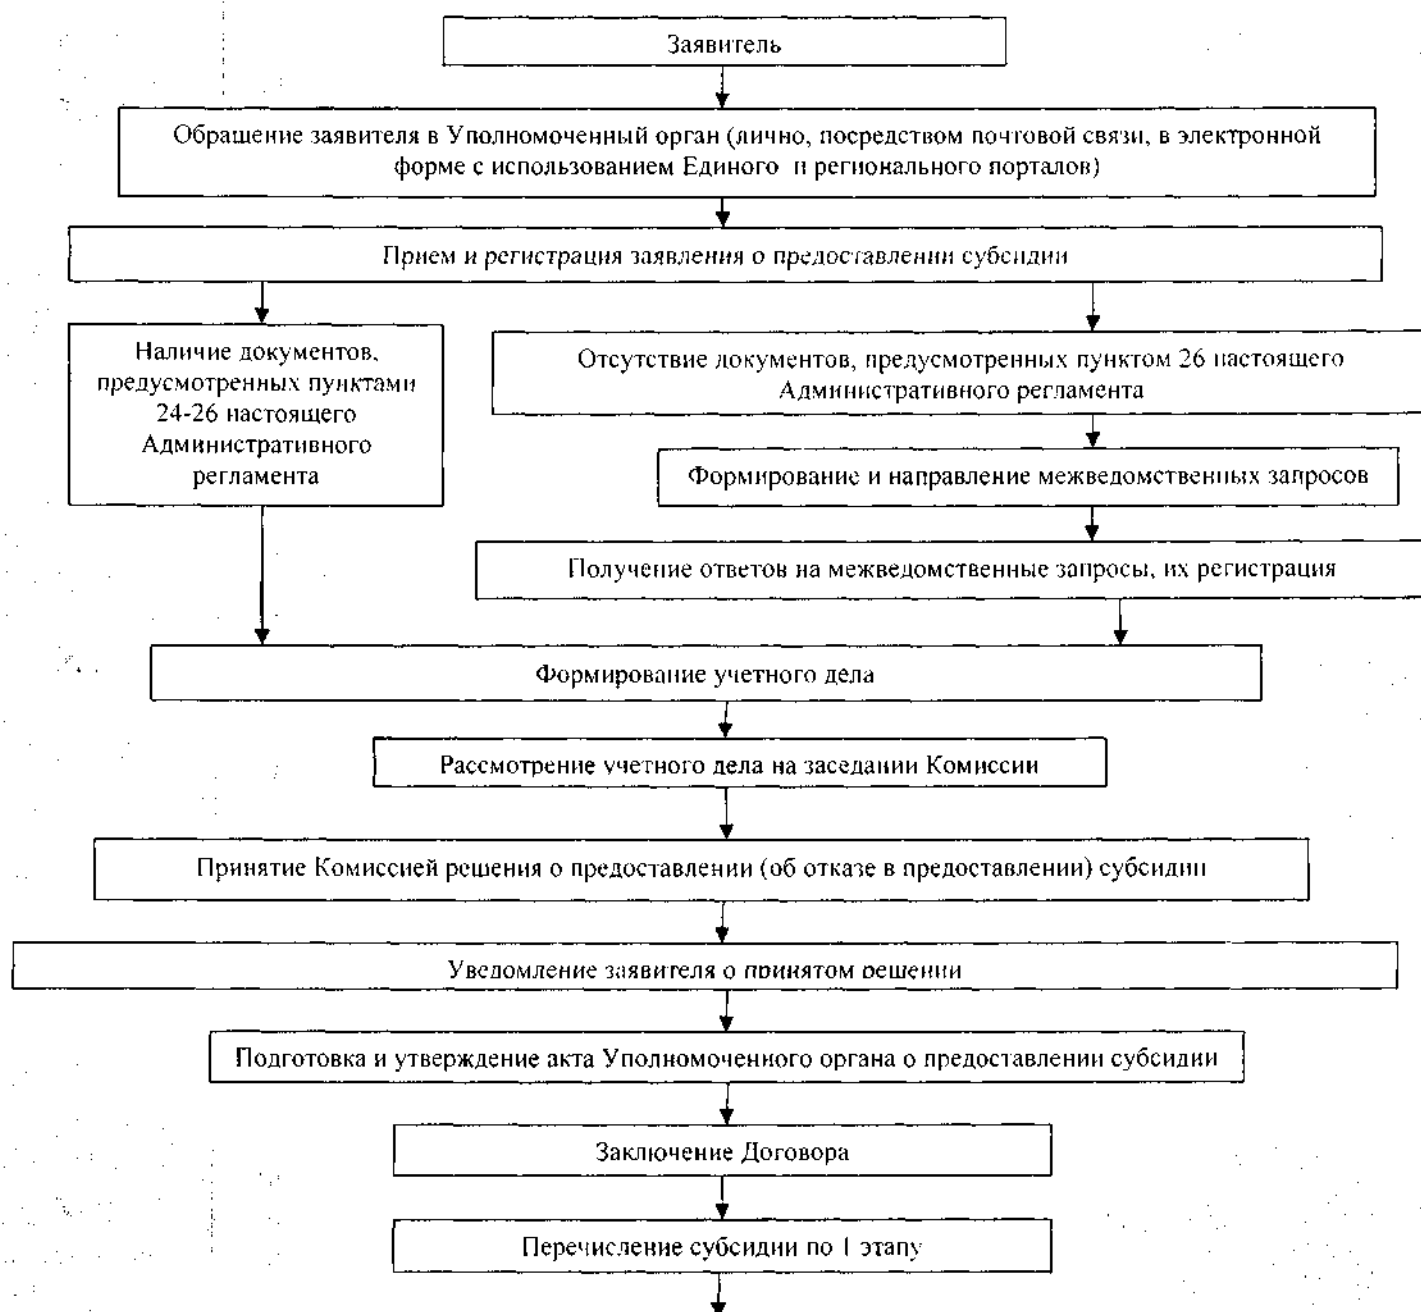 Заявитель
Обращение заявителя в Уполномоченный орган (лично, посредством почтовой связи, в электронной
форме с использованием Единого и регионального порталов)
Прием и регистрация заявления о предоставлении субсидии
Наличие документов,
предусмотренных пунктами
24-26 настоящего
Административного
регламента
Отсутствие документов, предусмотренных пунктом 26 настоящего
Административного регламента
Формирование и направление межведомственных запросов
Получение ответов на межведомственные запросы, их регистрация
Формирование учетного дела
Рассмотрение учетного дела на заседании Комиссии
Принятие Комиссией решения о предоставлении (об отказе в предоставлении) субсидии
Уведомление заявителя о принятом решении
Подготовка и утверждение акта Уполномоченного органа о предоставлении субсидии
Заключение Договора
Перечисление субсидии по 1 этапу